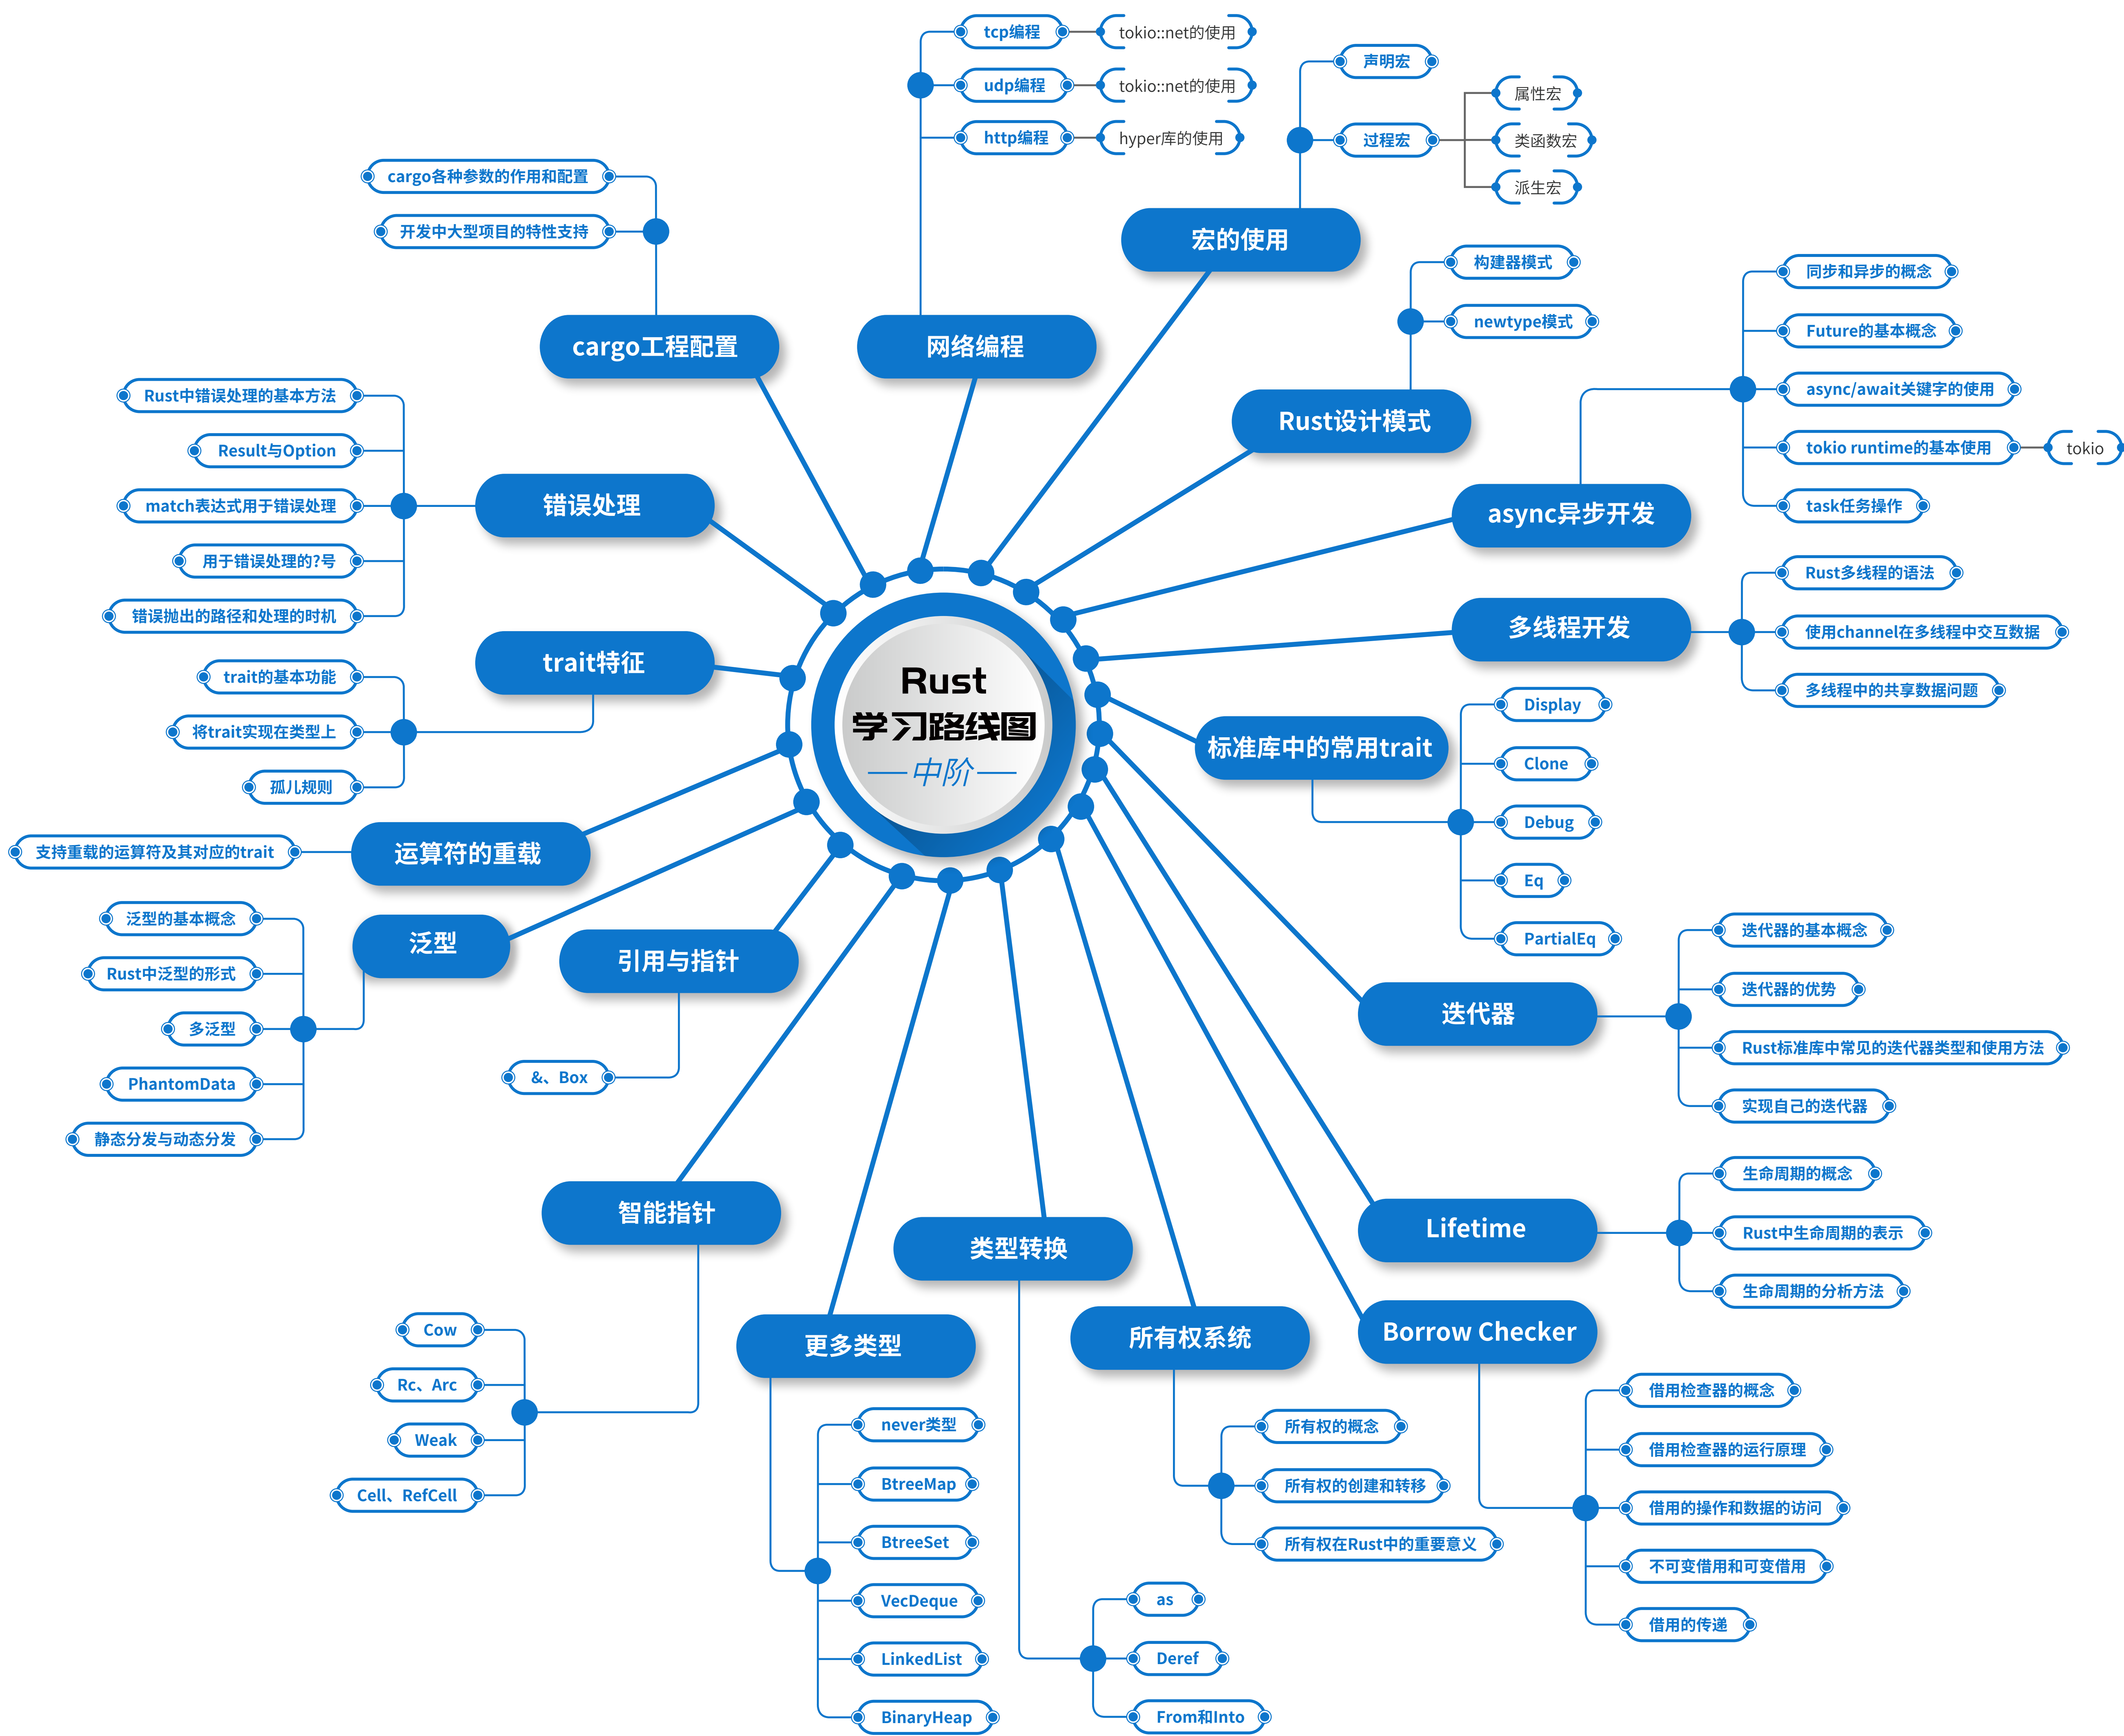 Rust
学习路线图
中阶
宏的使用
声明宏
过程宏
属性宏
类函数宏
派生宏
Rust设计模式
构建器模式
newtype模式
async异步开发
同步和异步的概念
Future的基本概念
async/await关键字的使用
tokio runtime的基本使用
tokio
task任务操作
多线程开发
Rust多线程的语法
使用channel在多线程中交互数据
多线程中的共享数据问题
标准库中的常用trait
Display
Clone
Debug
Eq
PartialEq
迭代器
迭代器的基本概念
迭代器的优势
Rust标准库中常见的迭代器类型和使用方法
实现自己的迭代器
Lifetime
生命周期的概念
Rust中生命周期的表示
生命周期的分析方法
Borrow Checker
借用检查器的概念
借用检查器的运行原理
借用的操作和数据的访问
不可变借用和可变借用
借用的传递
所有权系统
所有权的概念
所有权的创建和转移
所有权在Rust中的重要意义
类型转换
as
Deref
From和Into
更多类型
never类型
BtreeMap
BtreeSet
VecDeque
LinkedList
BinaryHeap
智能指针
Cow
Rc、Arc
Weak
Cell、RefCell
引用与指针
&、Box
泛型
泛型的基本概念
Rust中泛型的形式
多泛型
PhantomData
静态分发与动态分发
运算符的重载
支持重载的运算符及其对应的trait
trait特征
trait的基本功能
将trait实现在类型上
孤儿规则
错误处理
Rust中错误处理的基本方法
Result与Option
match表达式用于错误处理
用于错误处理的?号
错误抛出的路径和处理的时机
cargo工程配置
cargo各种参数的作用和配置
开发中大型项目的特性支持
网络编程
tcp编程
tokio::net的使用
udp编程
tokio::net的使用
http编程
hyper库的使用